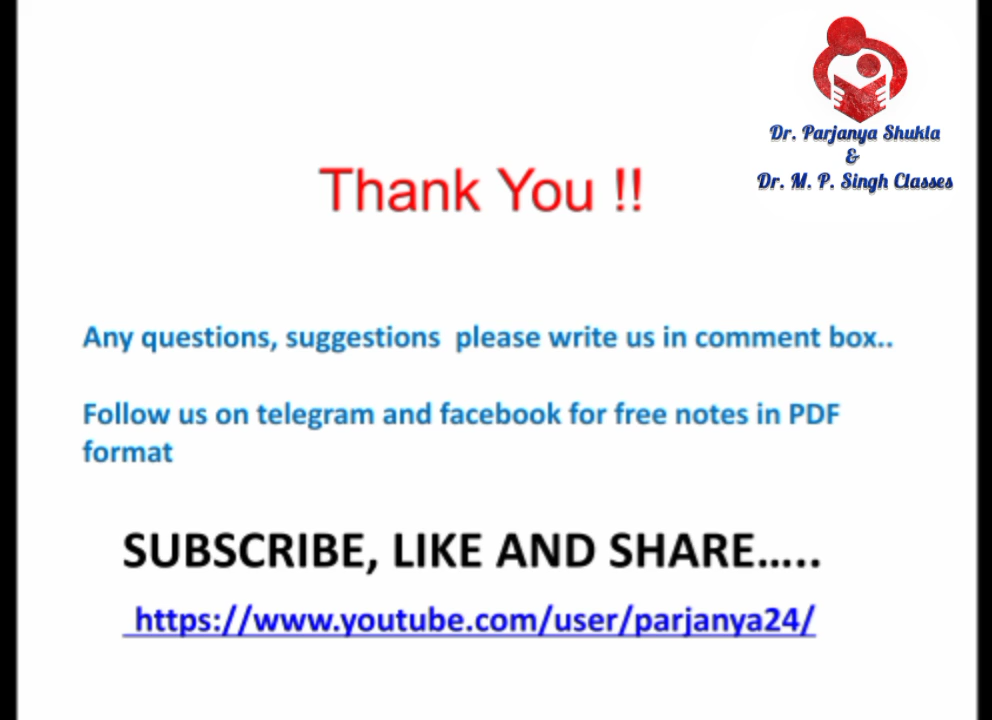 Dr. Parjanya Shukla
&
Dr. M. P. Singh Classes
Thank You !!
Any questions, suggestions  please write us in comment box..
Follow us on telegram and facebook for free notes in PDF
format
SUBSCRIBE, LIKE AND SHARE.....
https://www.youtube.com/user/parjanya24/